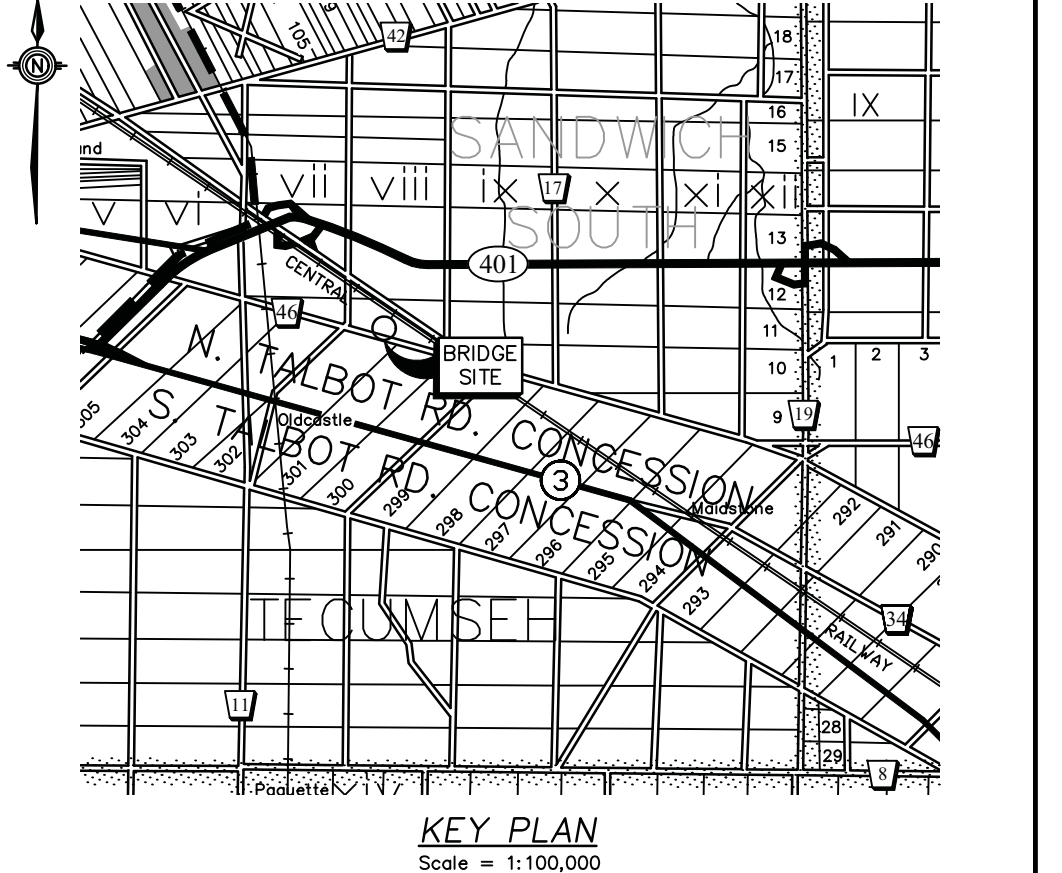 N
42
105
18
17
IX
16
SANDWICH
15
vii viii ix 17 x xi xii
v vi
SOUTH
13
401
CENTRAL
12
46
11
BRIDGE
SITE
1 2 3
10
N. TALBOT RD. CONCESSION
9
19
46
Oldcastle
S. TALBOT RD. CONCESSION
3
Maidstone
304
303
302
301
300
299
298
297
296
295
294
293
292
291
290
TECUMSEH
34
RAILWAY
11
28
29
8
Paquette
KEY PLAN
Scale = 1:100,000